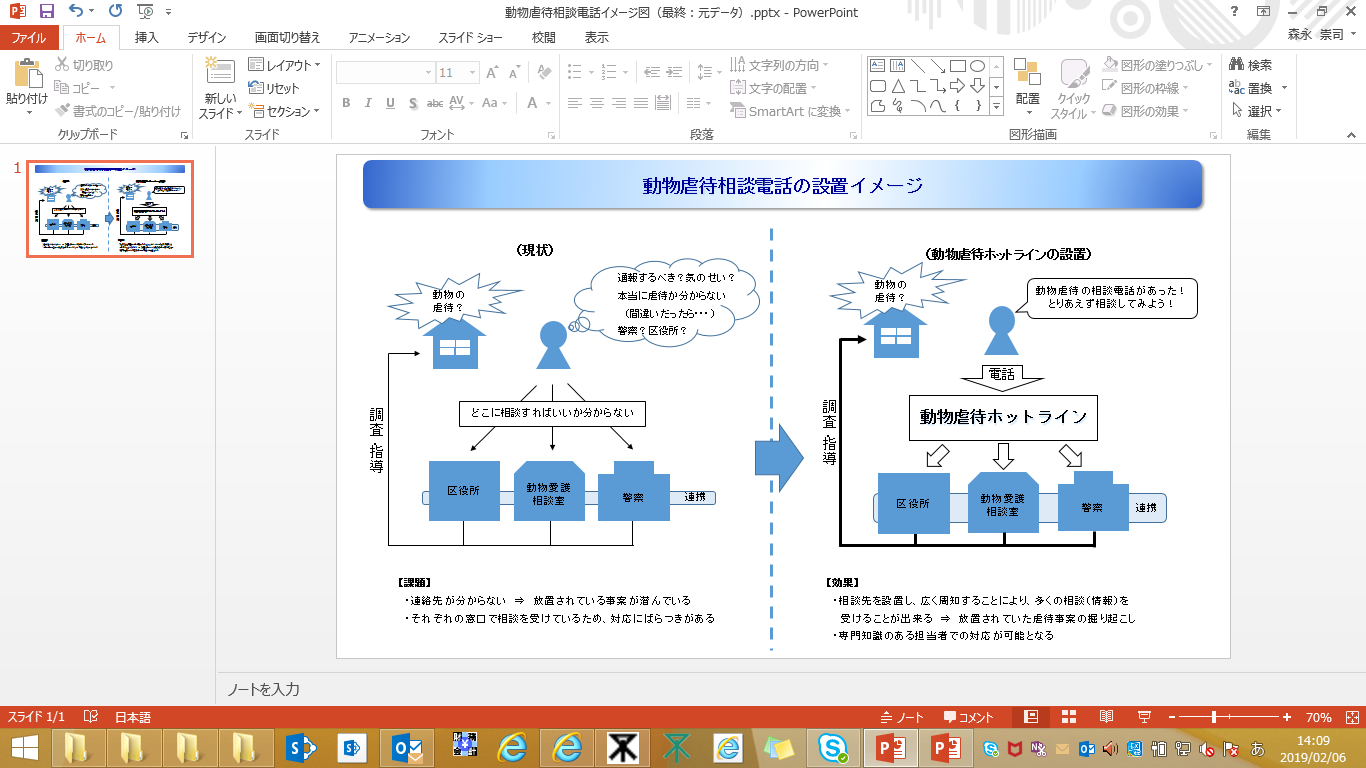 動物虐待相談電話イメージ図（最終：元データ）.pptx - PowerPoint
ファイル
ホーム
挿入
デザイン
画面切り替え
アニメーション
スライド ショー
校閲
表示
森永 崇司
貼り付け
切り取り
コピー
書式のコピー/貼り付け
クリップボード
新しい
スライド
レイアウト
リセット
セクション
スライド
11
B I U S abc AV Aa A
フォント
文字列の方向
文字の配置
SmartArt に変換
段落
配置
クイック
スタイル
図形の塗りつぶし
図形の枠線
図形の効果
図形描画
検索
置換
選択
編集
1
動物虐待相談電話の設置イメージ
（現状）
動物の
虐待？
通報するべき？気のせい？
本当に虐待か分からない
（間違いだったら・・・）
警察？区役所？
どこに相談すればいいか分からない
調査・指導
区役所
動物愛護
相談室
警察
連携
【課題】
・連絡先が分からない ⇒ 放置されている事案が潜んでいる
・それぞれの窓口で相談を受けているため、対応にばらつきがある
（動物虐待ホットラインの設置）
動物の
虐待？
動物虐待の相談電話があった！
とりあえず相談してみよう！
電話
動物虐待ホットライン
調査・指導
区役所
動物愛護
相談室
警察
連携
【効果】
・相談先を設置し、広く周知することにより、多くの相談（情報）を
受けることが出来る ⇒ 放置されていた虐待事案の掘り起こし
・専門知識のある担当者での対応が可能となる
ノートを入力
スライド 1/1
日本語
ノート
コメント
70%
あ
14:09
2019/02/06